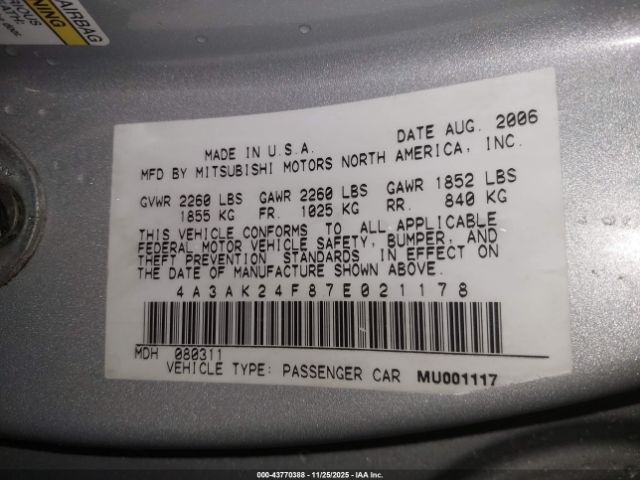 AIRBAG
WARNING
MADE IN U.S.A. DATE AUG. 2006
MFD BY MITSUBISHI MOTORS NORTH AMERICA, INC.
GVWR 2260 LBS GAWR 2260 LBS GAWR 1852 LBS
1855 KG FR. 1025 KG RR. 840 KG
THIS VEHICLE CONFORMS TO ALL APPLICABLE
FEDERAL MOTOR VEHICLE SAFETY, BUMPER, AND
THEFT PREVENTION STANDARDS IN EFFECT ON
THE DATE OF MANUFACTURE SHOWN ABOVE.
4A3AK24F87E021178
MDH 080311
VEHICLE TYPE: PASSENGER CAR MU001117
000-43770388 - 11/25/2025 - IAA Inc.